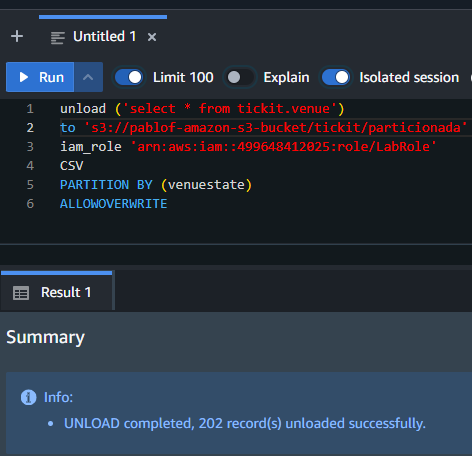 + Untitled 1 ×
Run Limit 100 Explain Isolated session
1 unload ('select * from tickit.venue')
2 to 's3://pablof-amazon-s3-bucket/tickit/particionada'
3 iam_role 'arn:aws:iam::499648412025:role/LabRole'
4 CSV
5 PARTITION BY (venuestate)
6 ALLOWOVERWRITE
Result 1
Summary
Info:
• UNLOAD completed, 202 record(s) unloaded successfully.